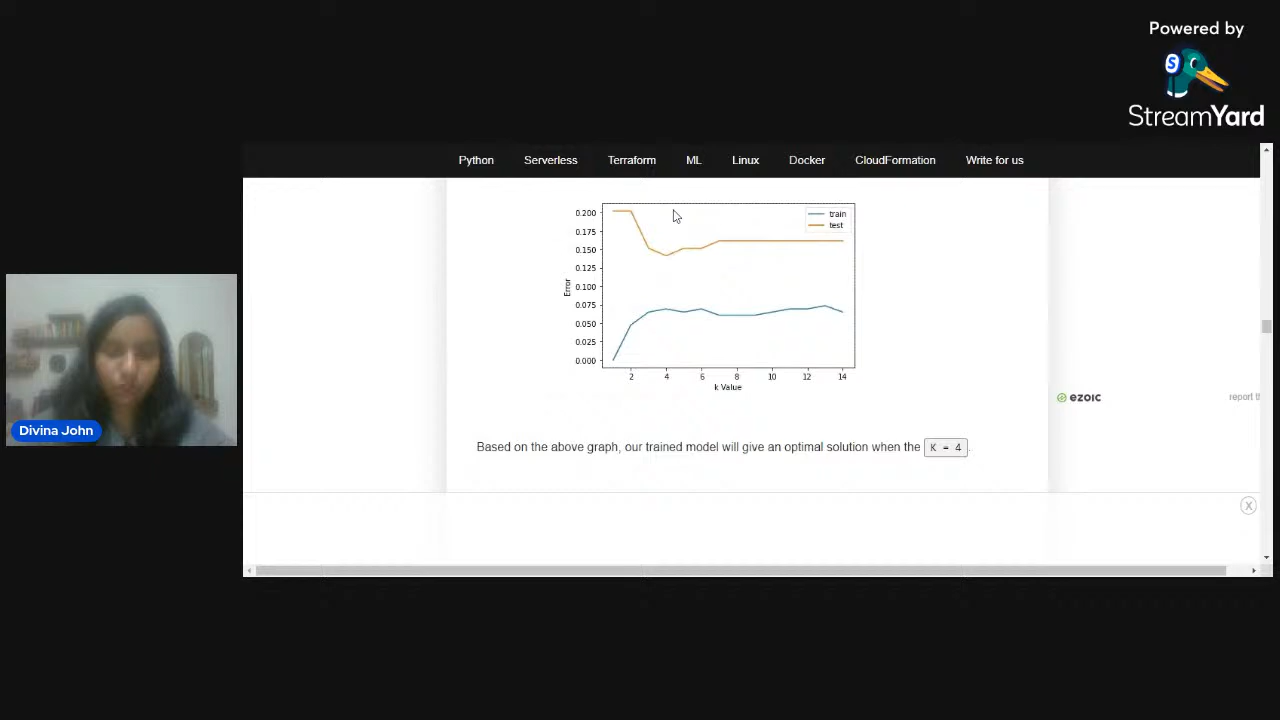 Powered by
S
StreamYard
Python Serverless Terraform ML Linux Docker CloudFormation Write for us
0.200
0.175
0.150
0.125
0.100
0.075
0.050
0.025
0.000
Error
train
test
2 4 6 8 10 12 14
k Value
ezoic
report
Based on the above graph, our trained model will give an optimal solution when the K = 4.
X
Divina John